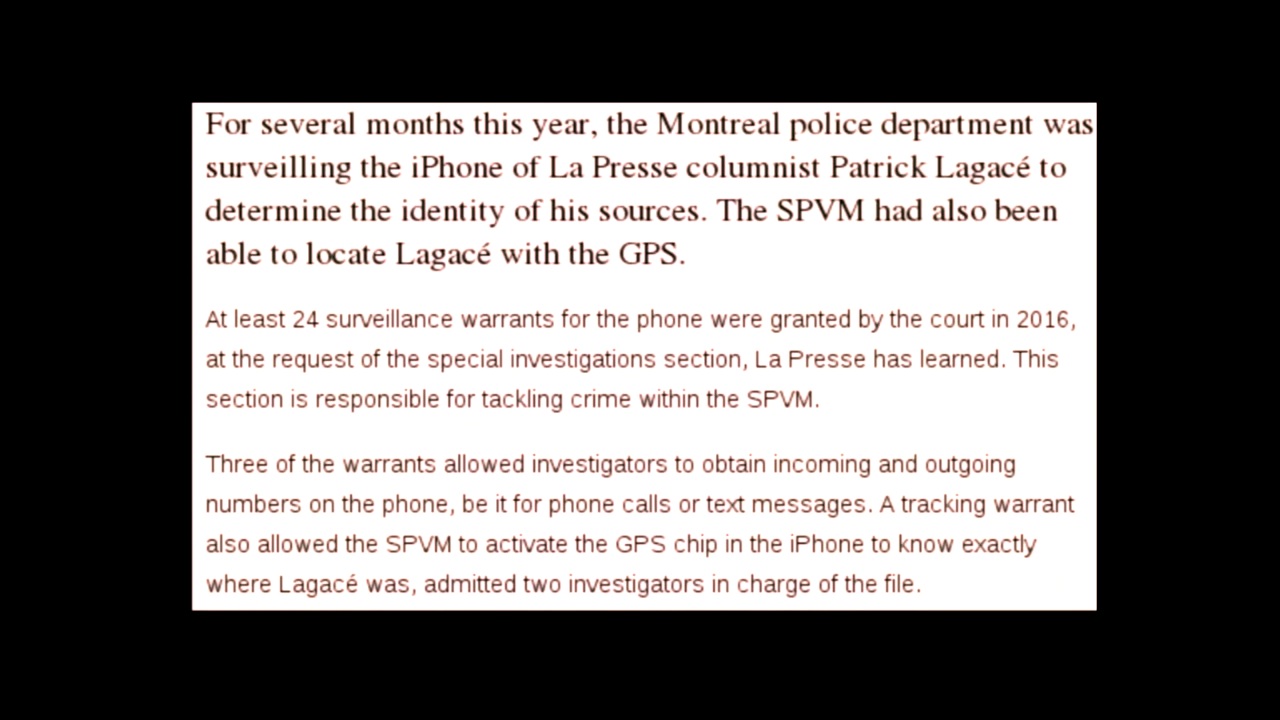 For several months this year, the Montreal police department was
surveilling the iPhone of La Presse columnist Patrick Lagacé to
determine the identity of his sources. The SPVM had also been
able to locate Lagacé with the GPS.
At least 24 surveillance warrants for the phone were granted by the court in 2016,
at the request of the special investigations section, La Presse has learned. This
section is responsible for tackling crime within the SPVM.
Three of the warrants allowed investigators to obtain incoming and outgoing
numbers on the phone, be it for phone calls or text messages. A tracking warrant
also allowed the SPVM to activate the GPS chip in the iPhone to know exactly
where Lagacé was, admitted two investigators in charge of the file.